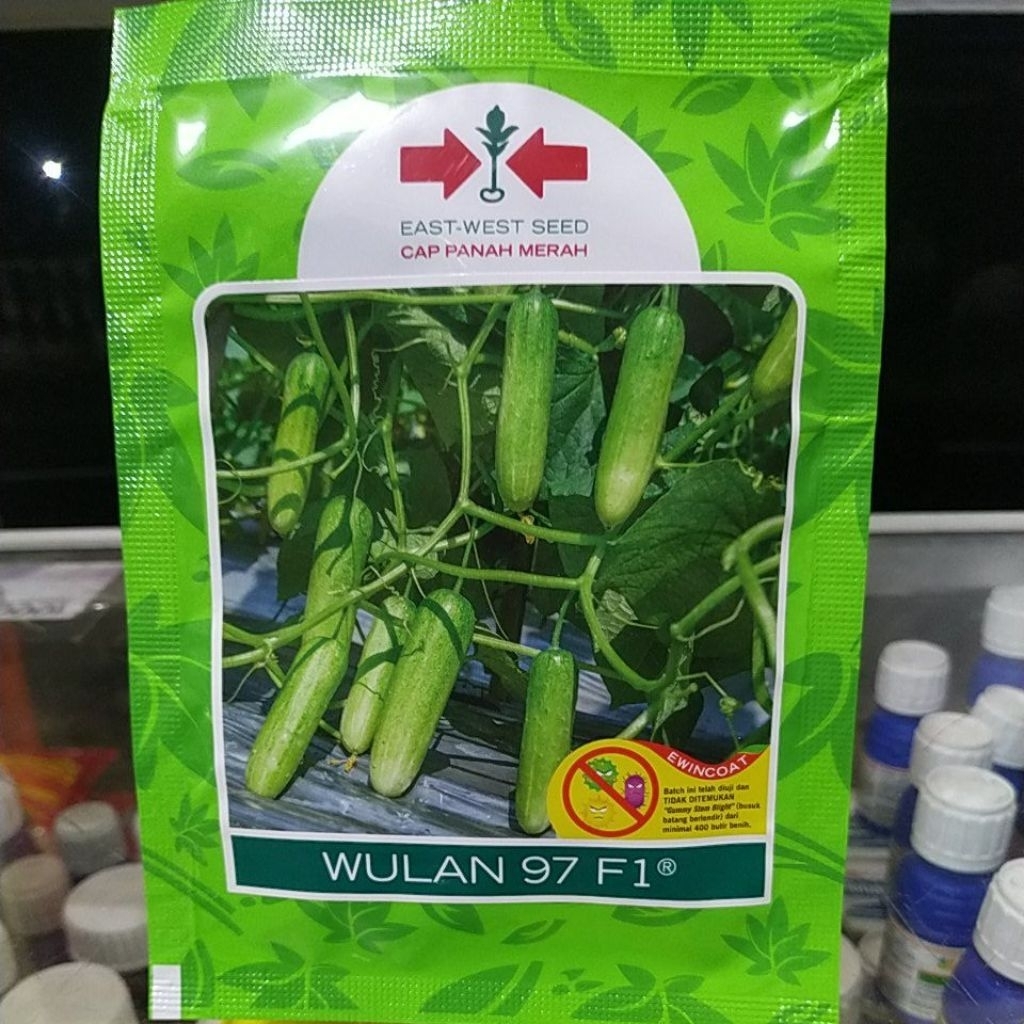 EAST-WEST SEED
CAP PANAH MERAH
EWINCOAT
Batch ini telah diuji dan
TIDAK DITEMUKAN
"Gummy Stem Blight" (busuk
batang berlendir) dari
minimal 400 butir benih.
WULAN 97 F1®